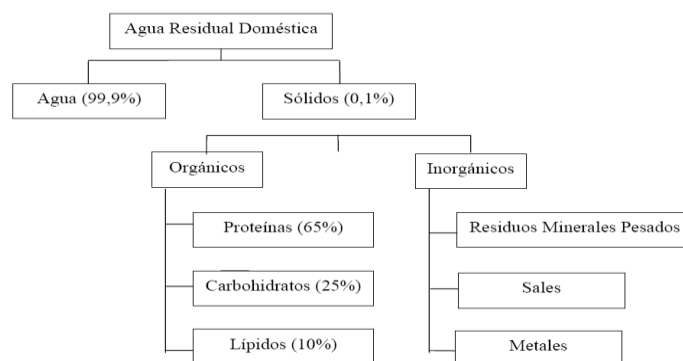 Agua Residual Doméstica
Agua (99,9%)
Sólidos (0,1%)
Orgánicos
Inorgánicos
Proteínas (65%)
Residuos Minerales Pesados
Carbohidratos (25%)
Sales
Lípidos (10%)
Metales